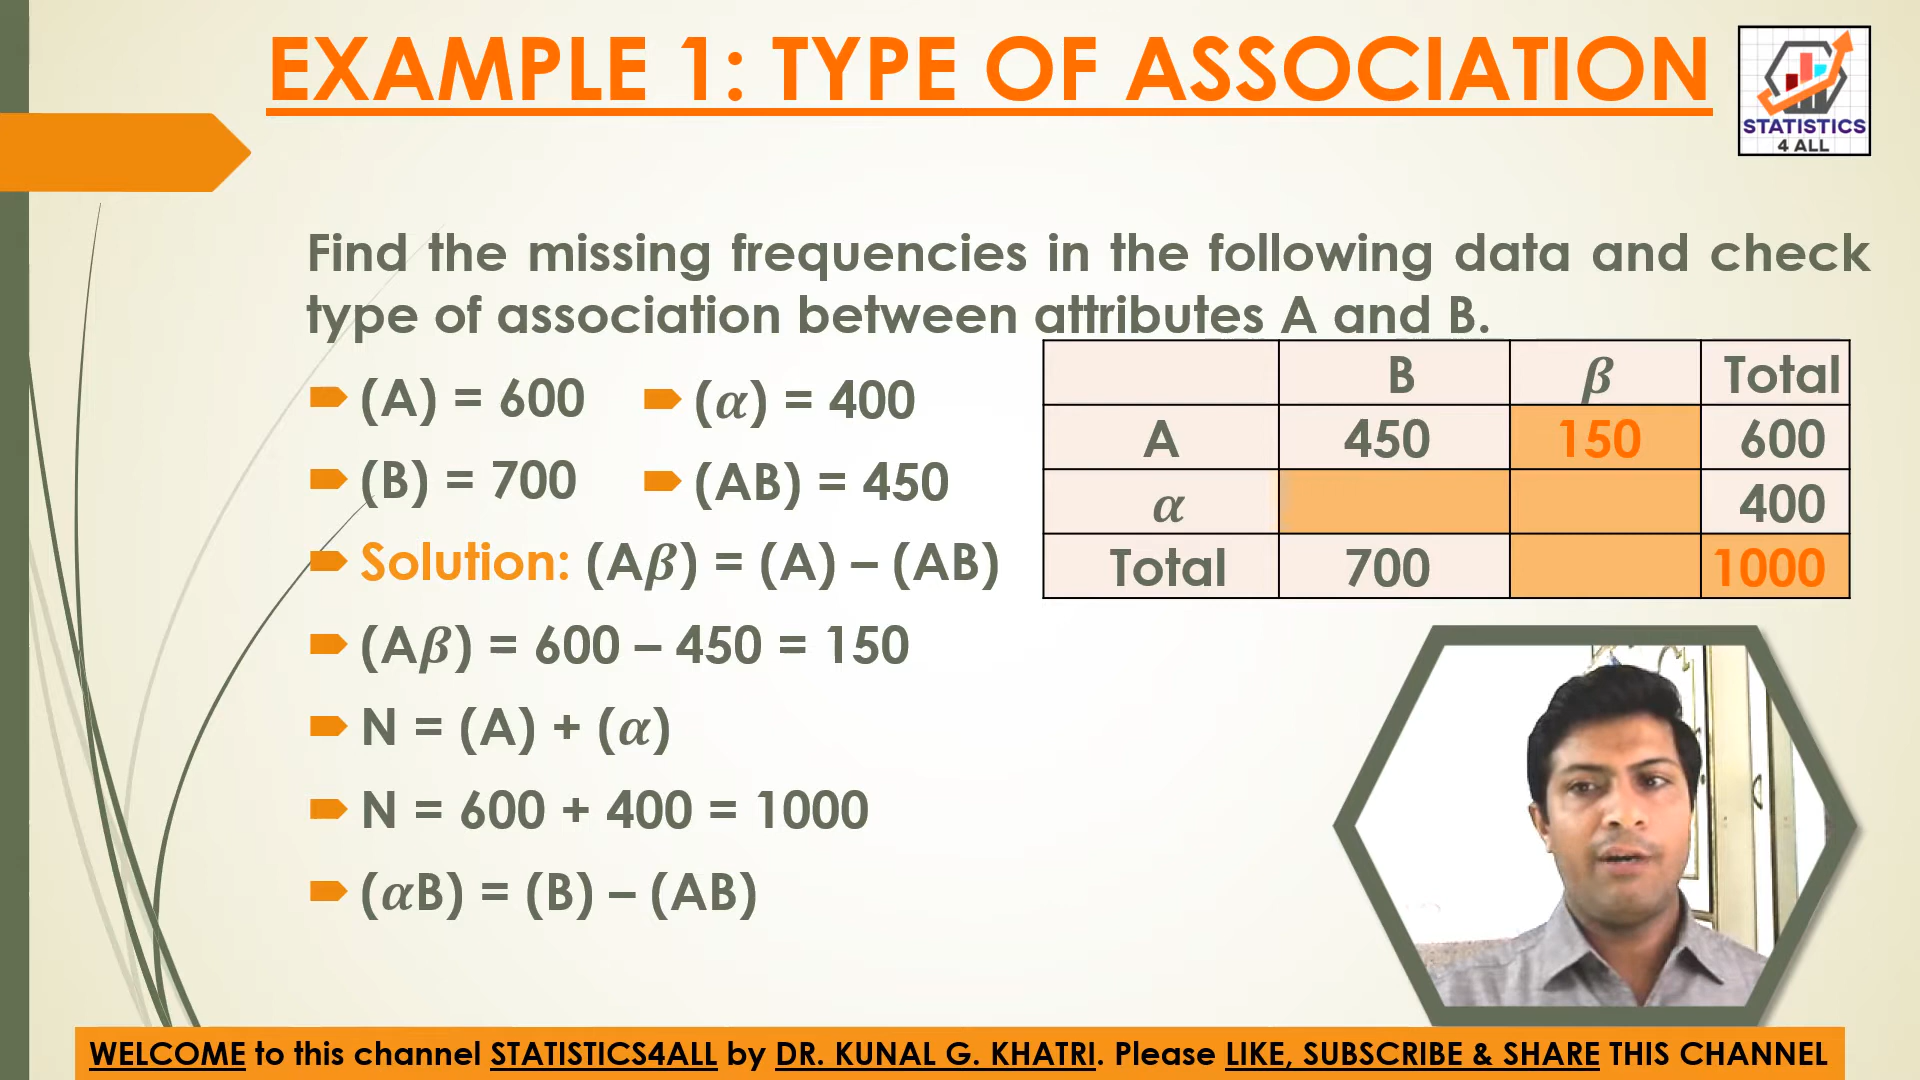 EXAMPLE 1: TYPE OF ASSOCIATION
STATISTICS
4 ALL
Find the missing frequencies in the following data and check
type of association between attributes A and B.
(A) = 600 (𝛼) = 400
(B) = 700 (AB) = 450
Solution: (A𝛽) = (A) – (AB)
(A𝛽) = 600 – 450 = 150
N = (A) + (𝛼)
N = 600 + 400 = 1000
(𝛼B) = (B) – (AB)
B 𝛽 Total
A 450 150 600
𝛼 400
Total 700 1000
WELCOME to this channel STATISTICS4ALL by DR. KUNAL G. KHATRI. Please LIKE, SUBSCRIBE & SHARE THIS CHANNEL